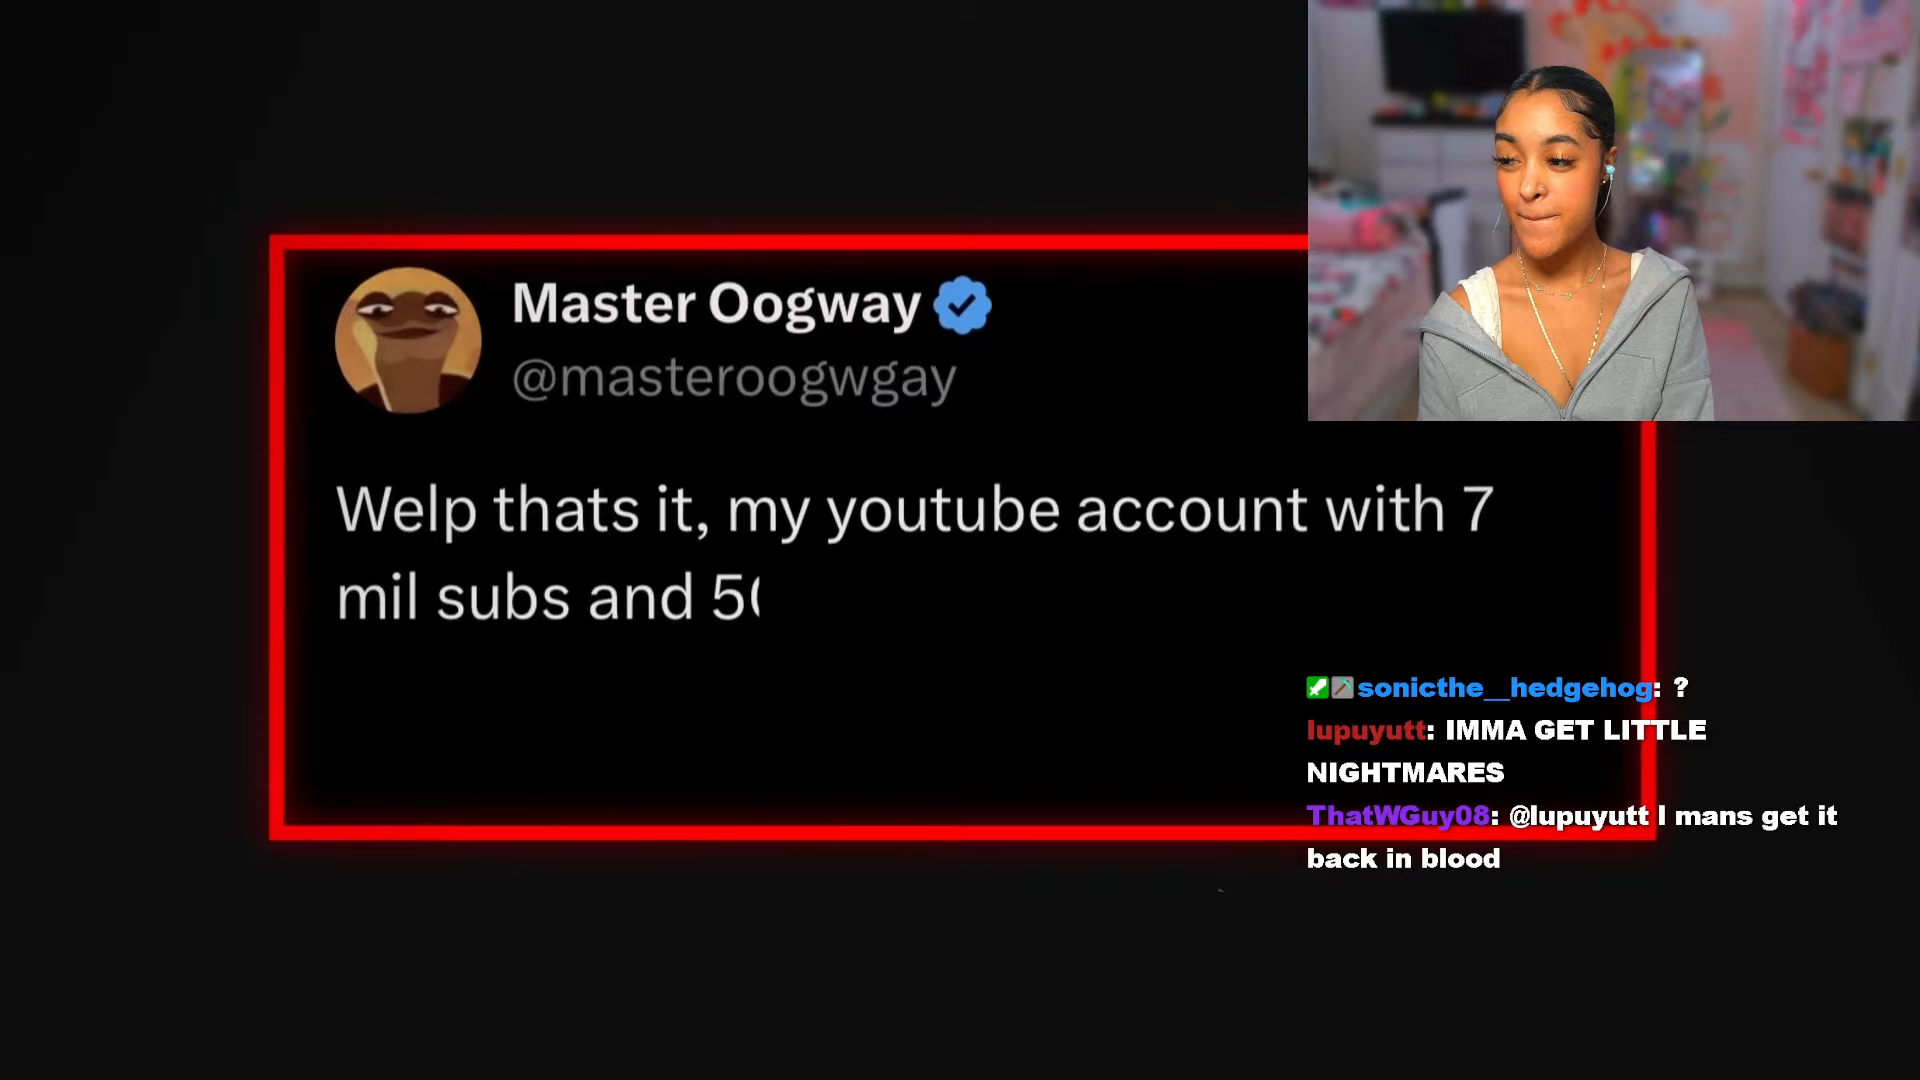 Master Oogway
@masteroogwgay
Welp thats it, my youtube account with 7
mil subs and 5
sonicthe__hedgehog: ?
lupuyutt: IMMA GET LITTLE
NIGHTMARES
ThatWGuy08: @lupuyutt I mans get it
back in blood